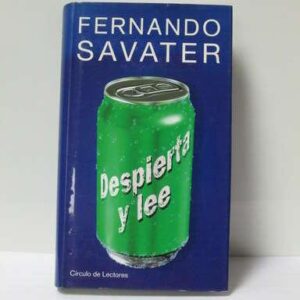 FERNANDO
SAVATER
Despierta
y lee
Círculo de Lectores